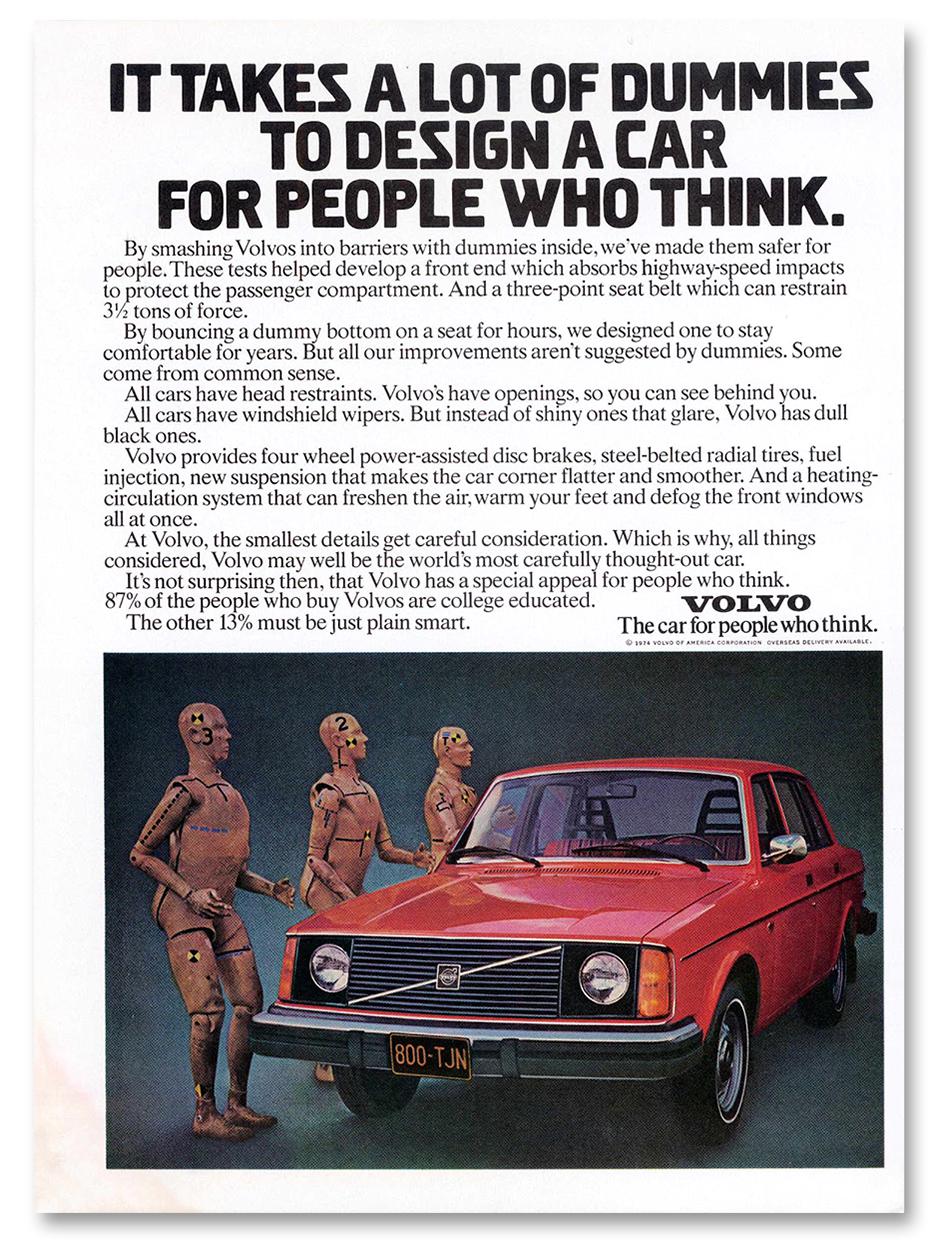 IT TAKES A LOT OF DUMMIES
TO DESIGN A CAR
FOR PEOPLE WHO THINK.
By smashing Volvos into barriers with dummies inside, we've made them safer for
people. These tests helped develop a front end which absorbs highway-speed impacts
to protect the passenger compartment. And a three-point seat belt which can restrain
3½ tons of force.
By bouncing a dummy bottom on a seat for hours, we designed one to stay
comfortable for years. But all our improvements aren't suggested by dummies. Some
come from common sense.
All cars have head restraints. Volvo's have openings, so you can see behind you.
All cars have windshield wipers. But instead of shiny ones that glare, Volvo has dull
black ones.
Volvo provides four wheel power-assisted disc brakes, steel-belted radial tires, fuel
injection, new suspension that makes the car corner flatter and smoother. And a heating-
circulation system that can freshen the air, warm your feet and defog the front windows
all at once.
At Volvo, the smallest details get careful consideration. Which is why, all things
considered, Volvo may well be the world's most carefully thought-out car.
It's not surprising then, that Volvo has a special appeal for people who think.
87% of the people who buy Volvos are college educated.
The other 13% must be just plain smart.
VOLVO
The car for people who think.
© 1974 VOLVO OF AMERICA CORPORATION. OVERSEAS DELIVERY AVAILABLE.
3
2
T
VOLVO
800-TJN